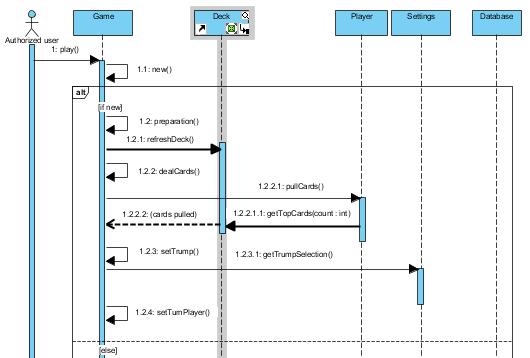 Game
Deck
Player
Settings
Database
Authorized user
1: play()
1.1: new()
alt
[if new]
1.2: preparation()
1.2.1: refreshDeck()
1.2.2: dealCards()
1.2.2.1: pullCards()
1.2.2.2: (cards pulled)
1.2.2.1.1: getTopCards(count : int)
1.2.3: setTrump()
1.2.3.1: getTrumpSelection()
1.2.4: setTurnPlayer()
[else]